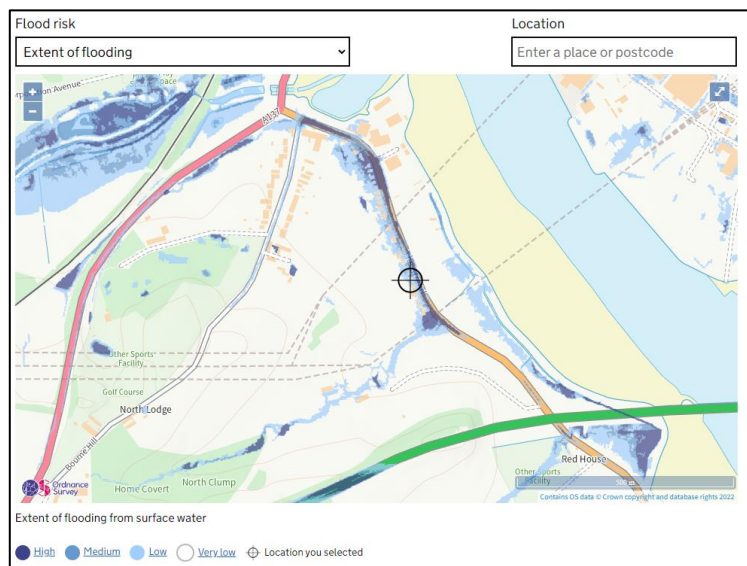 Flood risk
Location
Extent of flooding
Enter a place or postcode
+
−
A137
Other Sports
Facility
Golf Course
North Lodge
Bourne Hill
Home Covert
North Clump
Red House
Other Sports
Facility
Ordnance
Survey
Contains OS data © Crown copyright and database rights 2022
Extent of flooding from surface water
High Medium Low Very low Location you selected